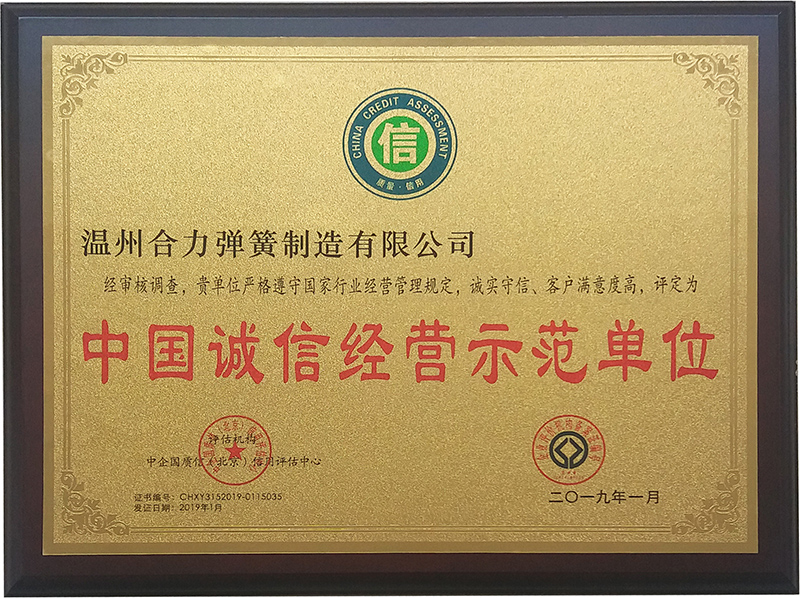 CHINA CREDIT ASSESSMENT
信
质量·信用
温州合力弹簧制造有限公司
经审核调查，贵单位严格遵守国家行业经营管理规定，诚实守信、客户满意度高，评定为
中国诚信经营示范单位
评估机构
中企国质信（北京）信用评估中心
证书编号：CHXY3152019-0115035
发证日期：2019年1月
二〇一九年一月